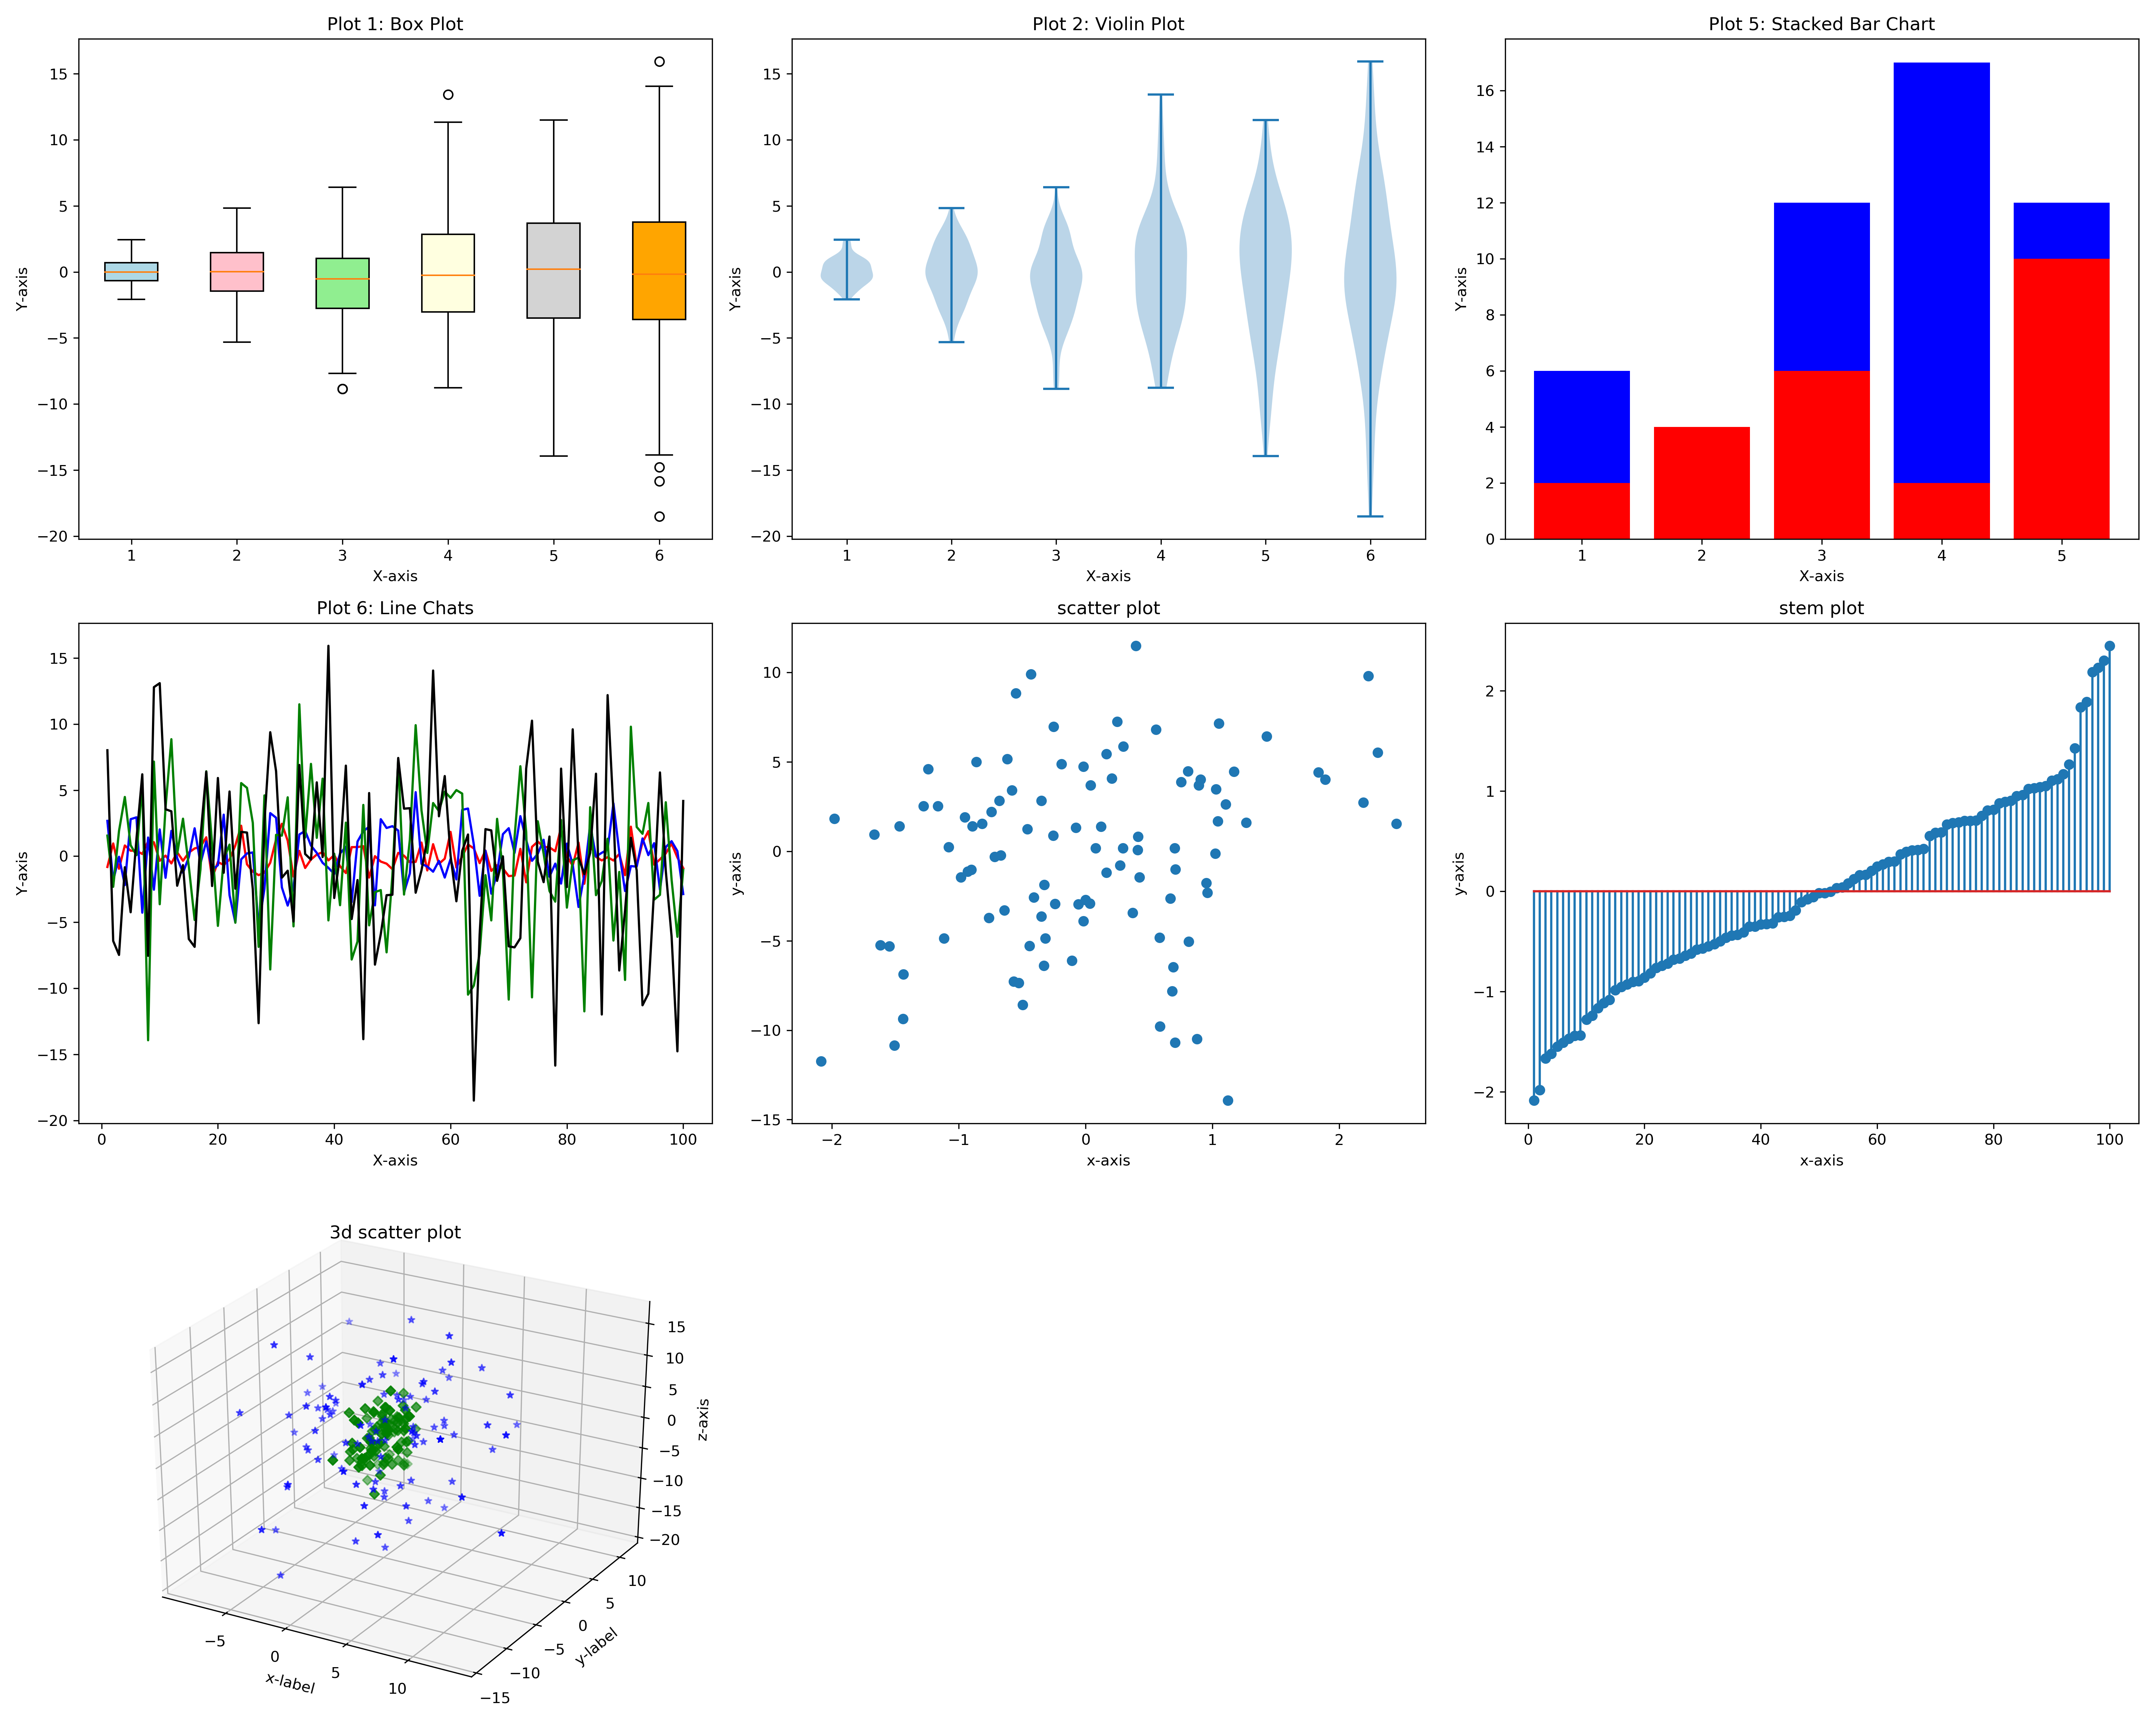 Plot 1: Box Plot
Y-axis
15
10
5
0
−5
−10
−15
−20
1 2 3 4 5 6
X-axis
Plot 2: Violin Plot
Y-axis
15
10
5
0
−5
−10
−15
−20
1 2 3 4 5 6
X-axis
Plot 5: Stacked Bar Chart
Y-axis
16
14
12
10
8
6
4
2
0
1 2 3 4 5
X-axis
Plot 6: Line Chats
Y-axis
15
10
5
0
−5
−10
−15
−20
0 20 40 60 80 100
X-axis
scatter plot
y-axis
10
5
0
−5
−10
−15
−2 −1 0 1 2
x-axis
stem plot
y-axis
2
1
0
−1
−2
0 20 40 60 80 100
x-axis
3d scatter plot
z-axis
15
10
5
0
−5
−10
−15
−20
10
5
0
−5
−10
−15
y-label
−5
0
5
10
x-label